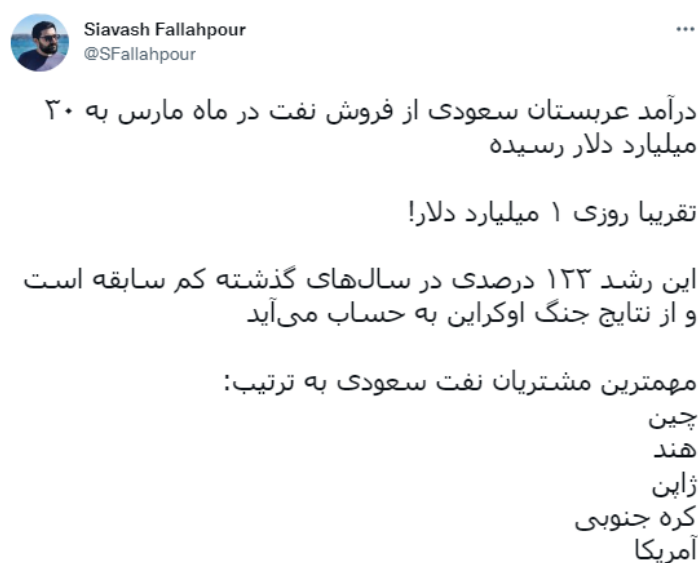 Siavash Fallahpour
@SFallahpour
درآمد عربستان سعودی از فروش نفت در ماه مارس به ۳۰
میلیارد دلار رسیده
تقریبا روزی ۱ میلیارد دلار!
این رشد ۱۲۳ درصدی در سال‌های گذشته کم سابقه است
و از نتایج جنگ اوکراین به حساب می‌آید
مهمترین مشتریان نفت سعودی به ترتیب:
چین
هند
ژاپن
کره جنوبی
آمریکا